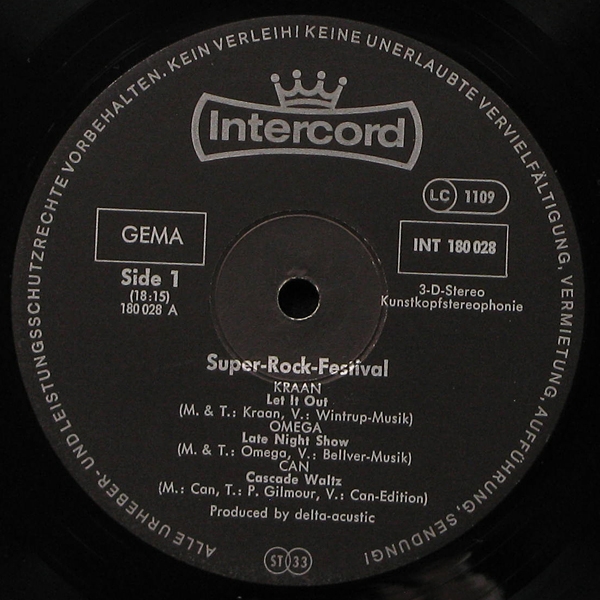 ALLE URHEBER- UND LEISTUNGSSCHUTZRECHTE VORBEHALTEN. KEIN VERLEIH! KEINE UNERLAUBTE VERVIELFÄLTIGUNG, VERMIETUNG, AUFFÜHRUNG, SENDUNG!
Intercord
LC 1109
GEMA
INT 180 028
Side 1
(18:15)
180 028 A
3-D-Stereo
Kunstkopfstereophonie
Super-Rock-Festival
KRAAN
Let It Out
(M. & T.: Kraan, V.: Wintrup-Musik)
OMEGA
Late Night Show
(M. & T.: Omega, V.: Bellver-Musik)
CAN
Cascade Waltz
(M.: Can, T.: P. Gilmour, V.: Can-Edition)
Produced by delta-acustic
ST 33